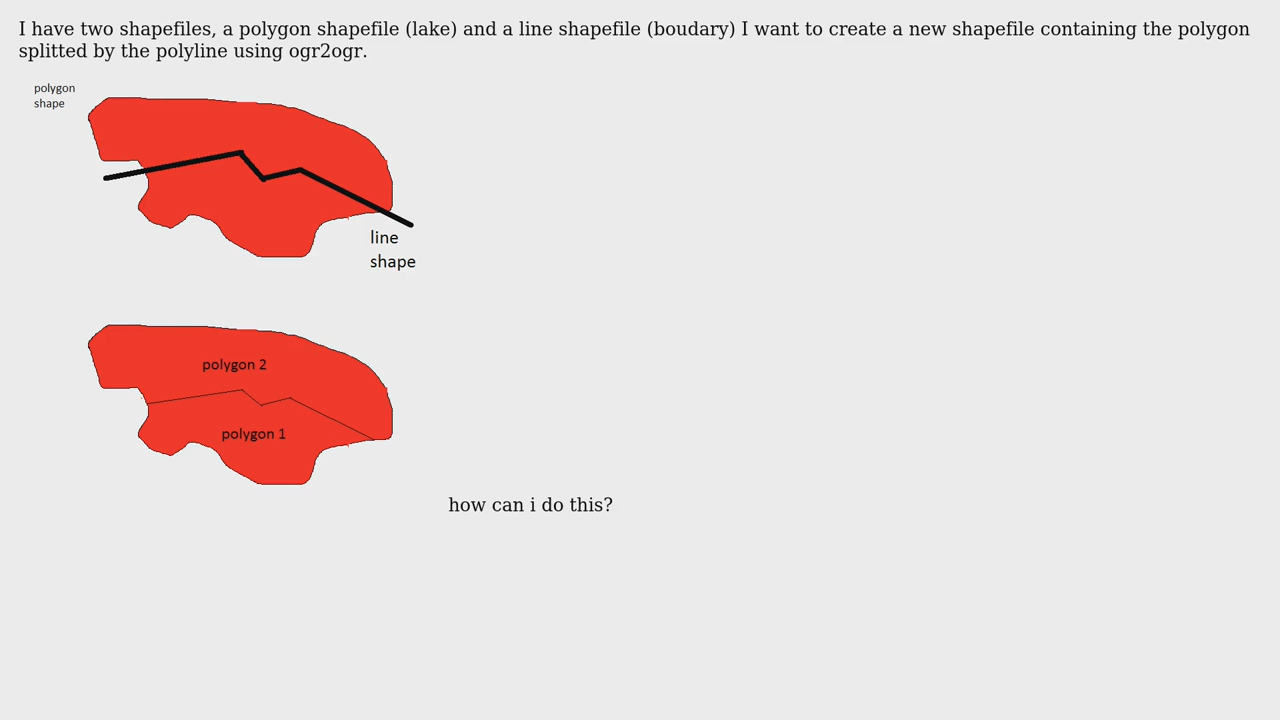 I have two shapefiles, a polygon shapefile (lake) and a line shapefile (boudary) I want to create a new shapefile containing the polygon
splitted by the polyline using ogr2ogr.
polygon
shape
line
shape
polygon 2
polygon 1
how can i do this?